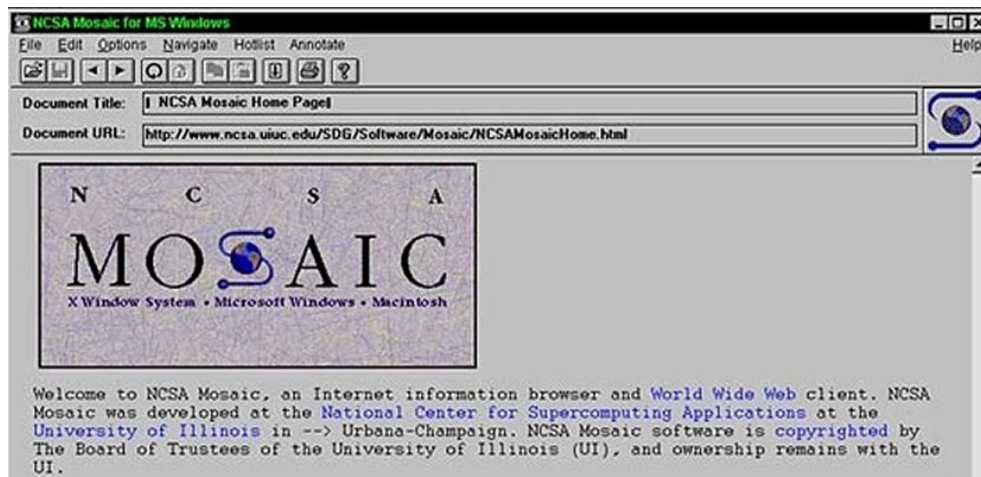 NCSA Mosaic for MS Windows
File Edit Options Navigate Hotlist Annotate Help
Document Title: NCSA Mosaic Home Page
Document URL: http://www.ncsa.uiuc.edu/SDG/Software/Mosaic/NCSAMosaicHome.html
N C S A
MOSAIC
X Window System • Microsoft Windows • Macintosh
Welcome to NCSA Mosaic, an Internet information browser and World Wide Web client. NCSA
Mosaic was developed at the National Center for Supercomputing Applications at the
University of Illinois in --> Urbana-Champaign. NCSA Mosaic software is copyrighted by
The Board of Trustees of the University of Illinois (UI), and ownership remains with the
UI.